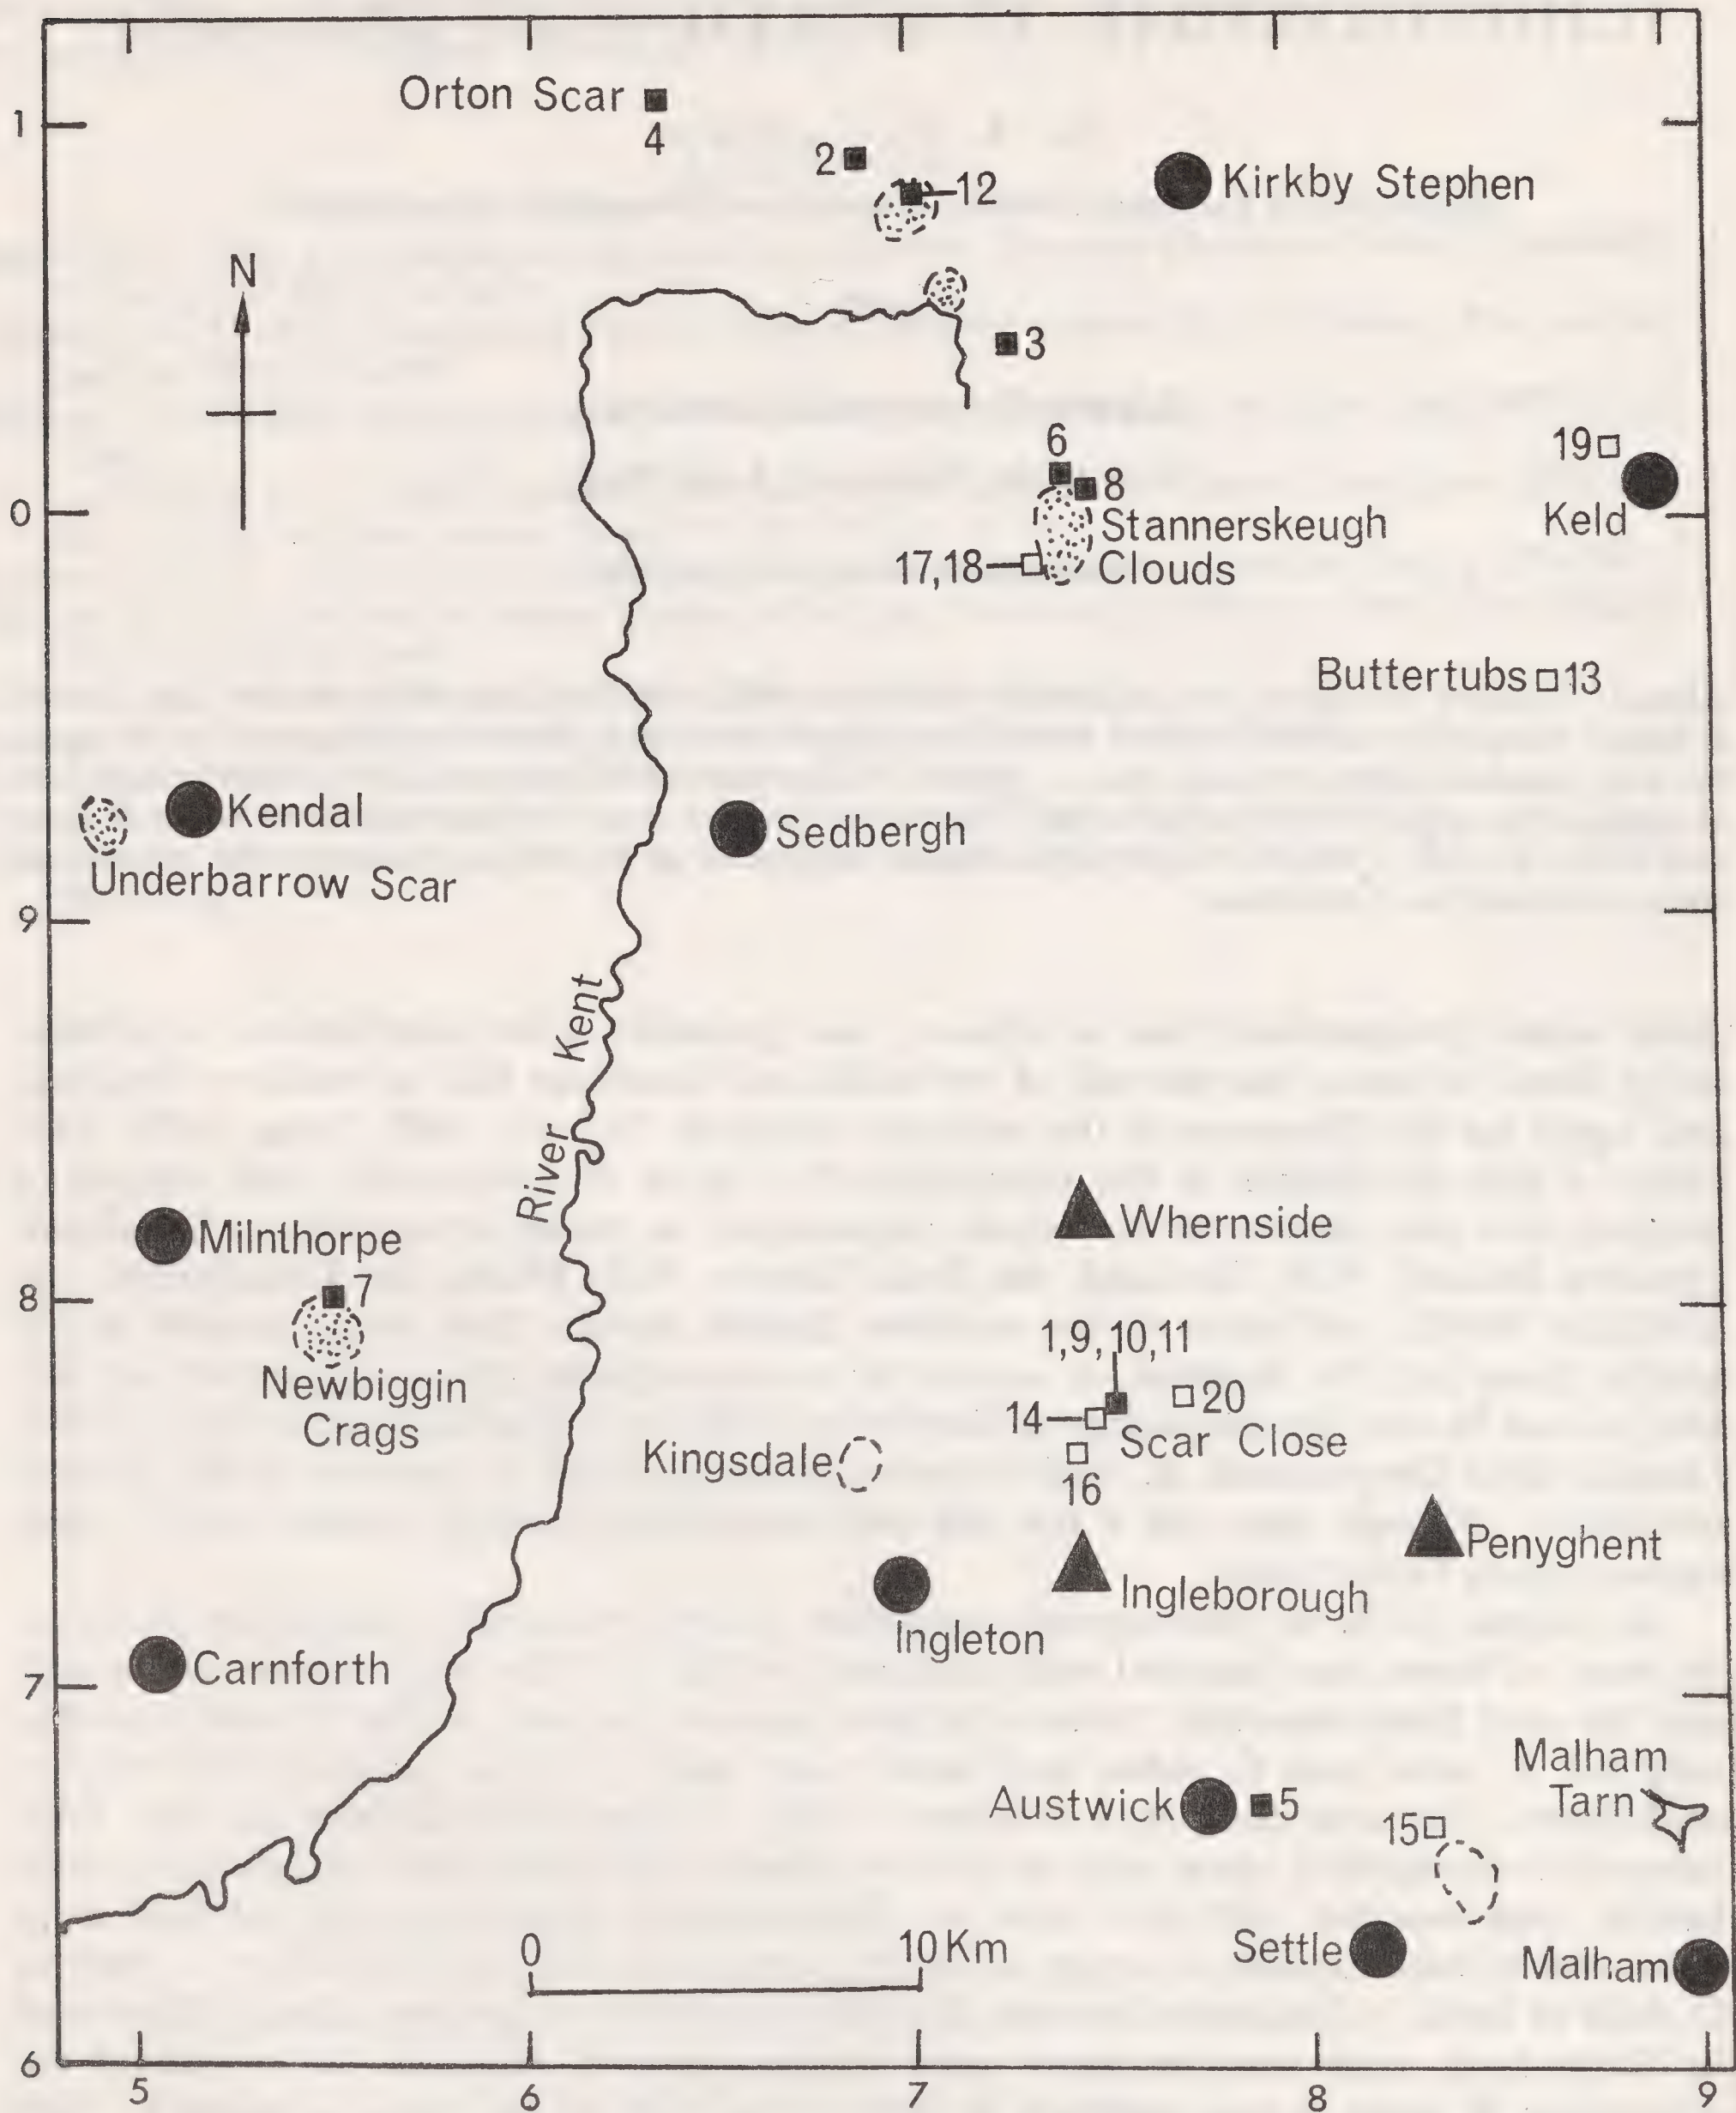 Orton Scar
4
1
2
12
Kirkby Stephen
N
3
6
8
19
0
Stannerskeugh
Clouds
Keld
17,18
Buttertubs 13
Kendal
Sedbergh
Underbarrow Scar
9
River Kent
Milnthorpe
Whernside
7
8
1,9,10,11
Newbiggin
Crags
20
14
Scar Close
Kingsdale
16
Penyghent
Ingleborough
Ingleton
Carnforth
7
Malham
Tarn
Austwick 5
15
0 10 Km
Settle
Malham
6
5 6 7 8 9